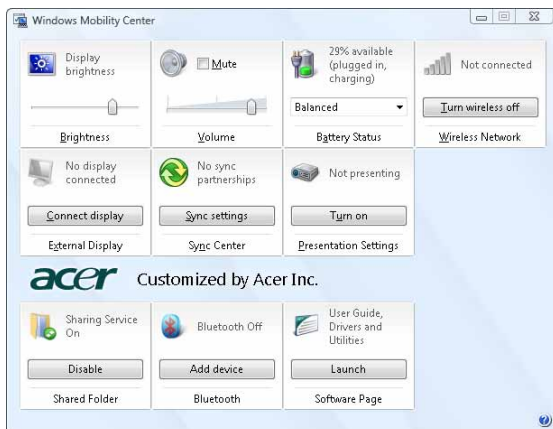 Windows Mobility Center
Display
brightness
Brightness
Mute
Volume
29% available
(plugged in,
charging)
Balanced
Battery Status
Not connected
Turn wireless off
Wireless Network
No display
connected
Connect display
External Display
No sync
partnerships
Sync settings
Sync Center
Not presenting
Turn on
Presentation Settings
acer Customized by Acer Inc.
Sharing Service
On
Disable
Shared Folder
Bluetooth Off
Add device
Bluetooth
User Guide,
Drivers and
Utilities
Launch
Software Page